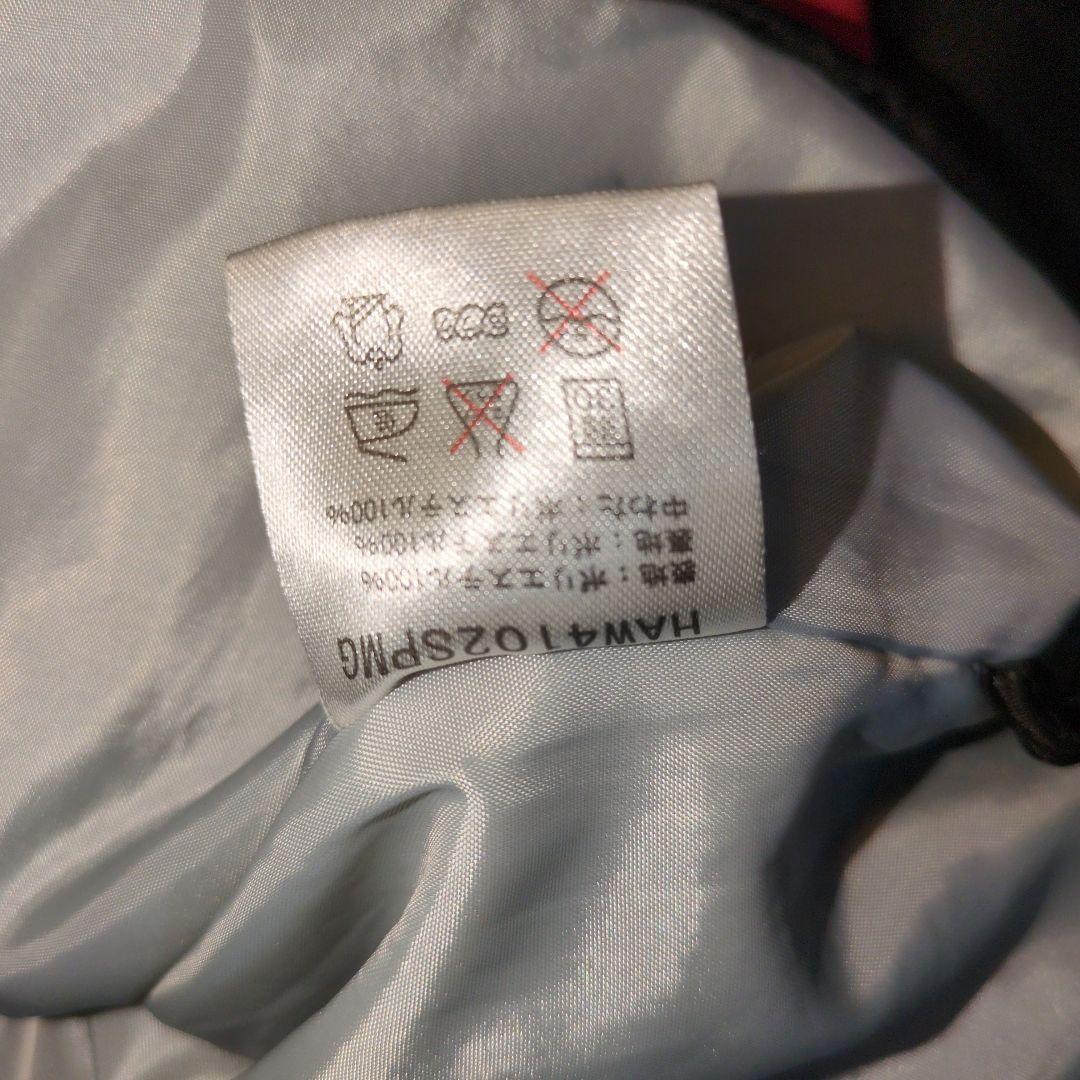 HAW4102SPMG
表地：ポリエステル100%
裏地：ポリエステル100%
中わた：ポリエステル100%